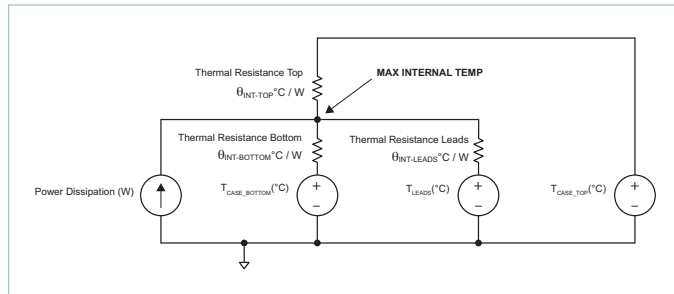 Thermal Resistance Top
θINT-TOP°C / W
MAX INTERNAL TEMP
Thermal Resistance Bottom
θINT-BOTTOM°C / W
Thermal Resistance Leads
θINT-LEADS°C / W
Power Dissipation (W)
TCASE_BOTTOM(°C)
+
–
TLEADS(°C)
+
–
TCASE_TOP(°C)
+
–